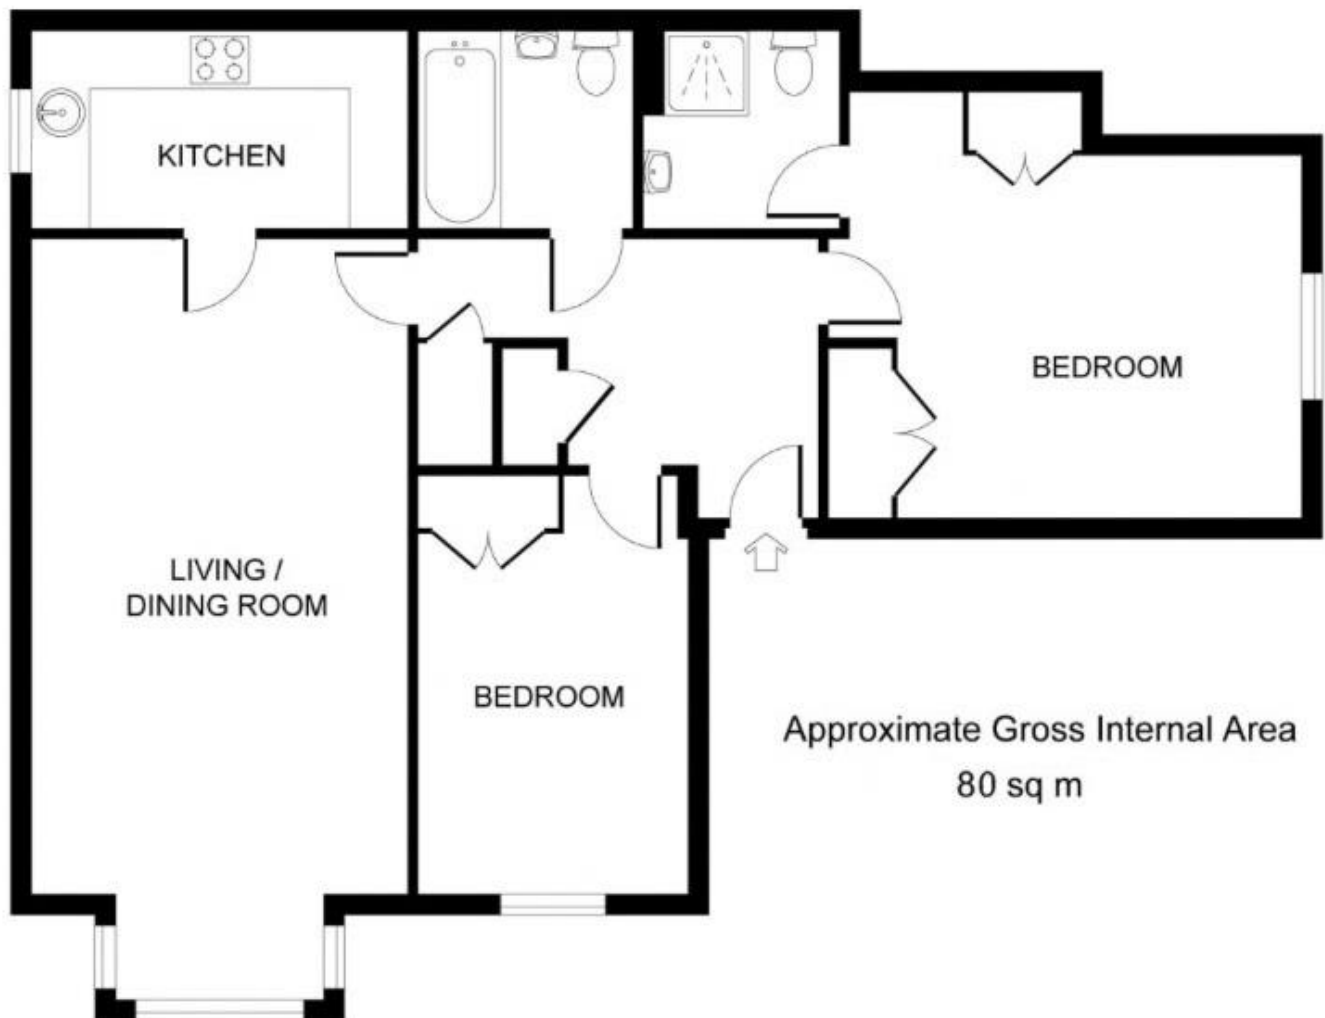 KITCHEN
BEDROOM
LIVING /
DINING ROOM
BEDROOM
Approximate Gross Internal Area
80 sq m